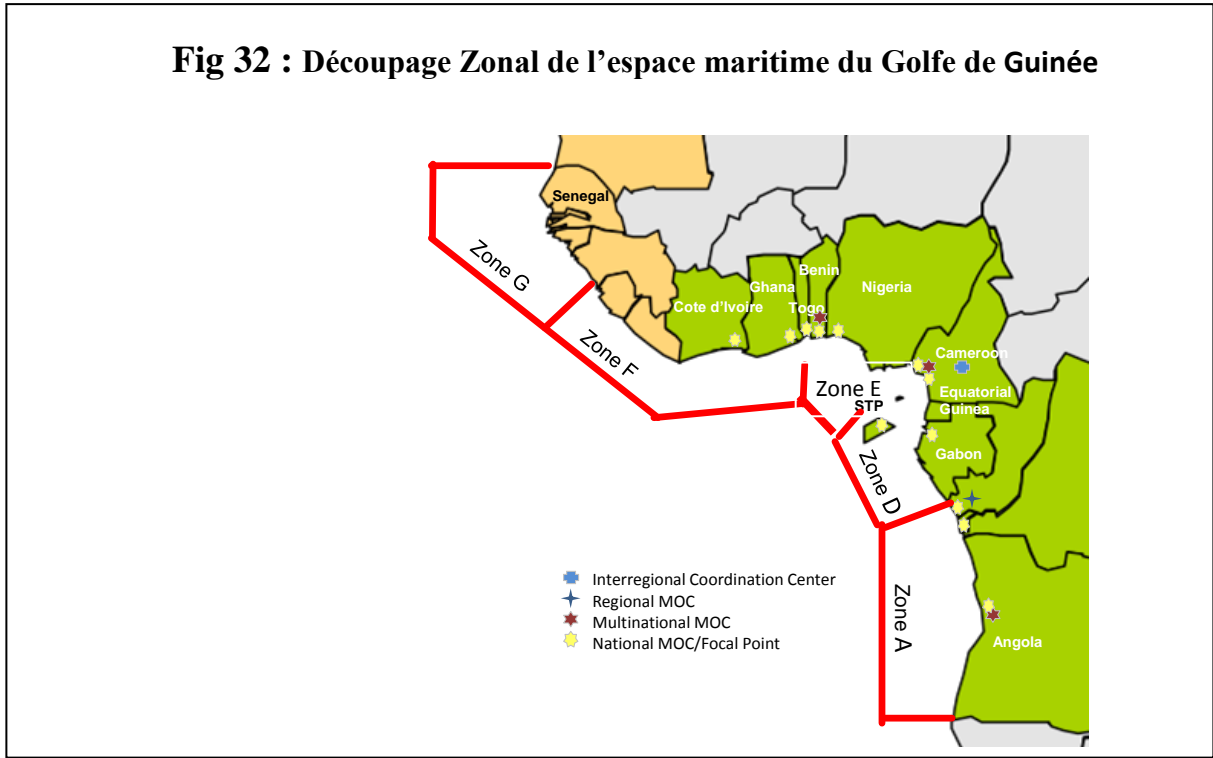 Fig 32 : Découpage Zonal de l’espace maritime du Golfe de Guinée
Senegal
Zone G
Benin
Ghana
Nigeria
Cote d’Ivoire
Togo
Zone F
Cameroon
Zone E
Equatorial
Guinea
STP
Gabon
Zone D
Interregional Coordination Center
Regional MOC
Multinational MOC
National MOC/Focal Point
Zone A
Angola